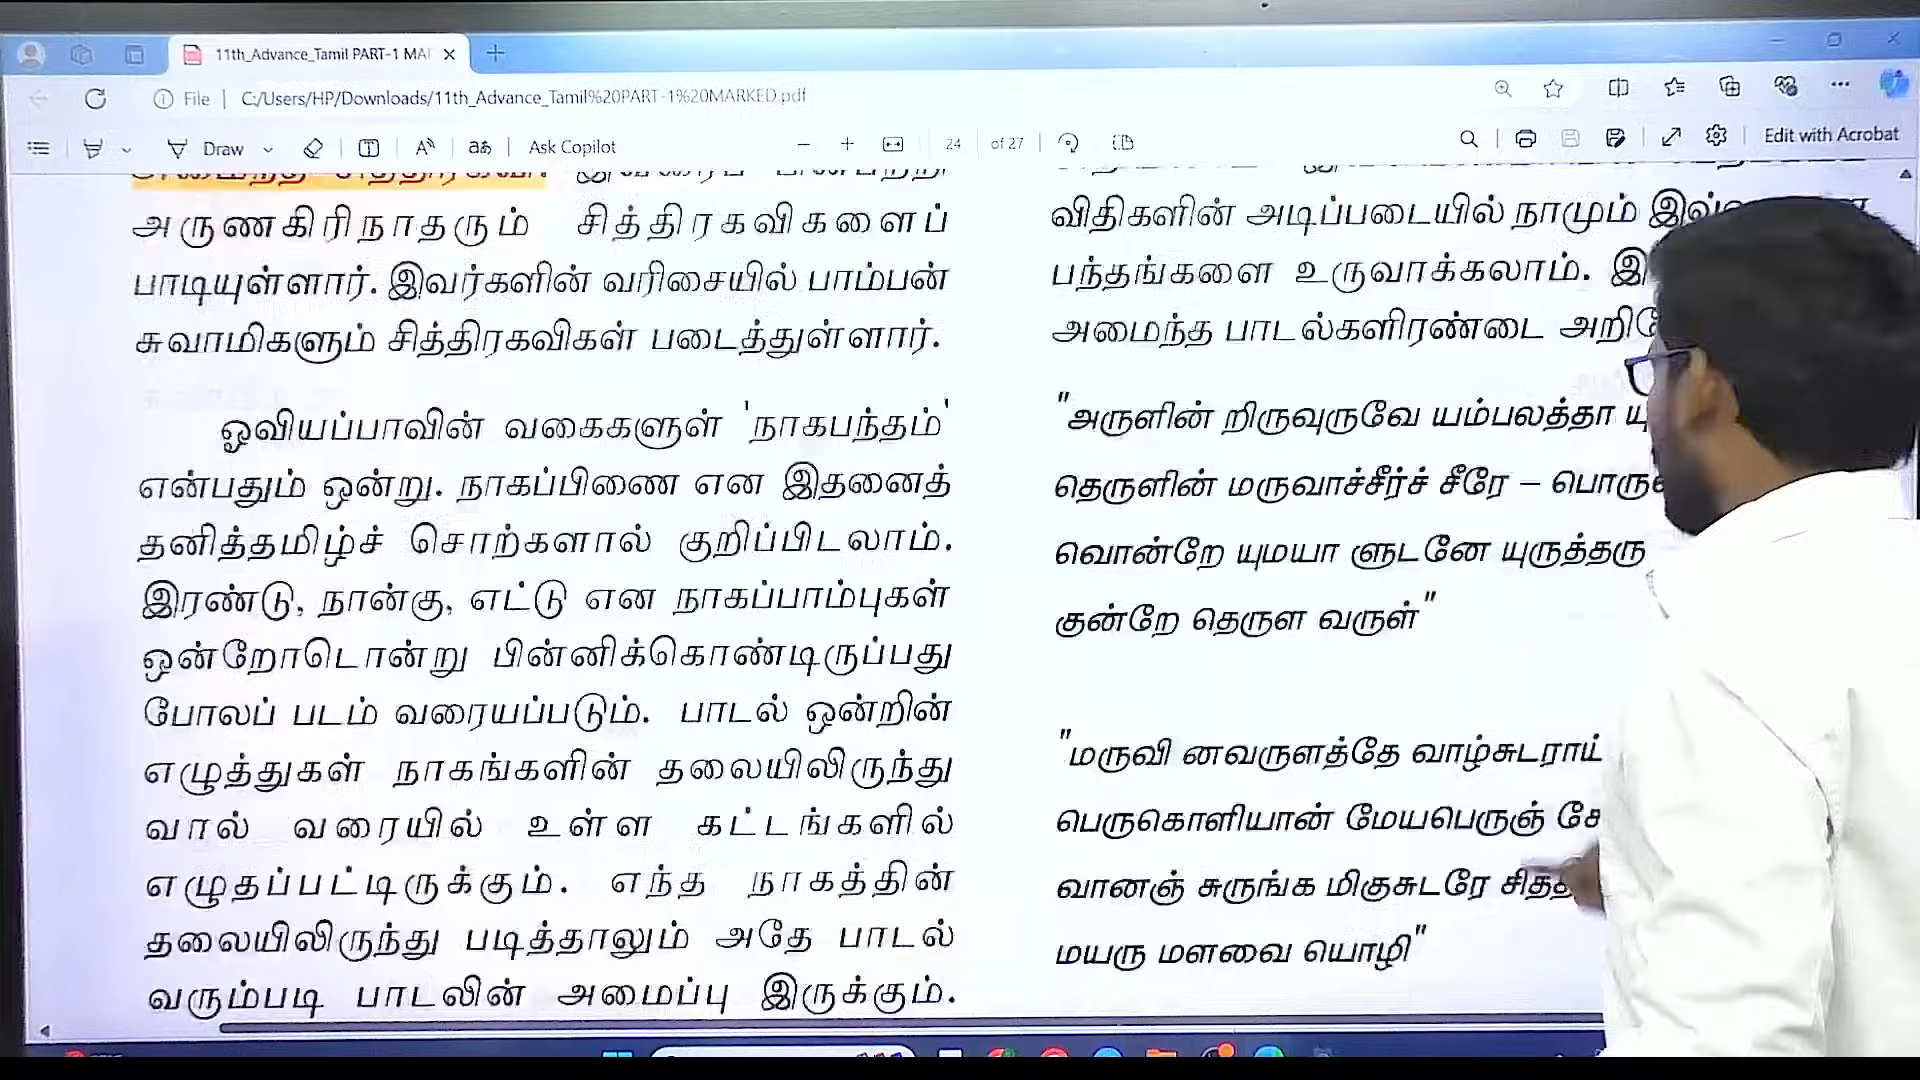 11th_Advance_Tamil PART-1 MAI
File
C:/Users/HP/Downloads/11th_Advance_Tamil%20PART-1%20MARKED.pdf
Draw
Ask Copilot
24 of 27
Edit with Acrobat
அருணகிரிநாதரும் சித்திரகவிகளைப்
பாடியுள்ளார். இவர்களின் வரிசையில் பாம்பன்
சுவாமிகளும் சித்திரகவிகள் படைத்துள்ளார்.
ஓவியப்பாவின் வகைகளுள் 'நாகபந்தம்'
என்பதும் ஒன்று. நாகப்பிணை என இதனைத்
தனித்தமிழ்ச் சொற்களால் குறிப்பிடலாம்.
இரண்டு, நான்கு, எட்டு என நாகப்பாம்புகள்
ஒன்றோடொன்று பின்னிக்கொண்டிருப்பது
போலப் படம் வரையப்படும். பாடல் ஒன்றின்
எழுத்துகள் நாகங்களின் தலையிலிருந்து
வால் வரையில் உள்ள கட்டங்களில்
எழுதப்பட்டிருக்கும். எந்த நாகத்தின்
தலையிலிருந்து படித்தாலும் அதே பாடல்
வரும்படி பாடலின் அமைப்பு இருக்கும்.
விதிகளின் அடிப்படையில் நாமும்
பந்தங்களை உருவாக்கலாம்.
அமைந்த பாடல்களிரண்டை
"அருளின் றிருவுருவே யம்பலத்தா
தெருளின் மருவாச்சீர்ச் சீரே –
வொன்றே யுமயா ளுடனே யுருத்தரு
குன்றே தெருள வருள்"
"மருவி னவருளத்தே வாழ்சுடராய்
பெருகொளியான் மேயபெருஞ்
வானஞ் சுருங்க மிகுசுடரே
மயரு மளவை யொழி"